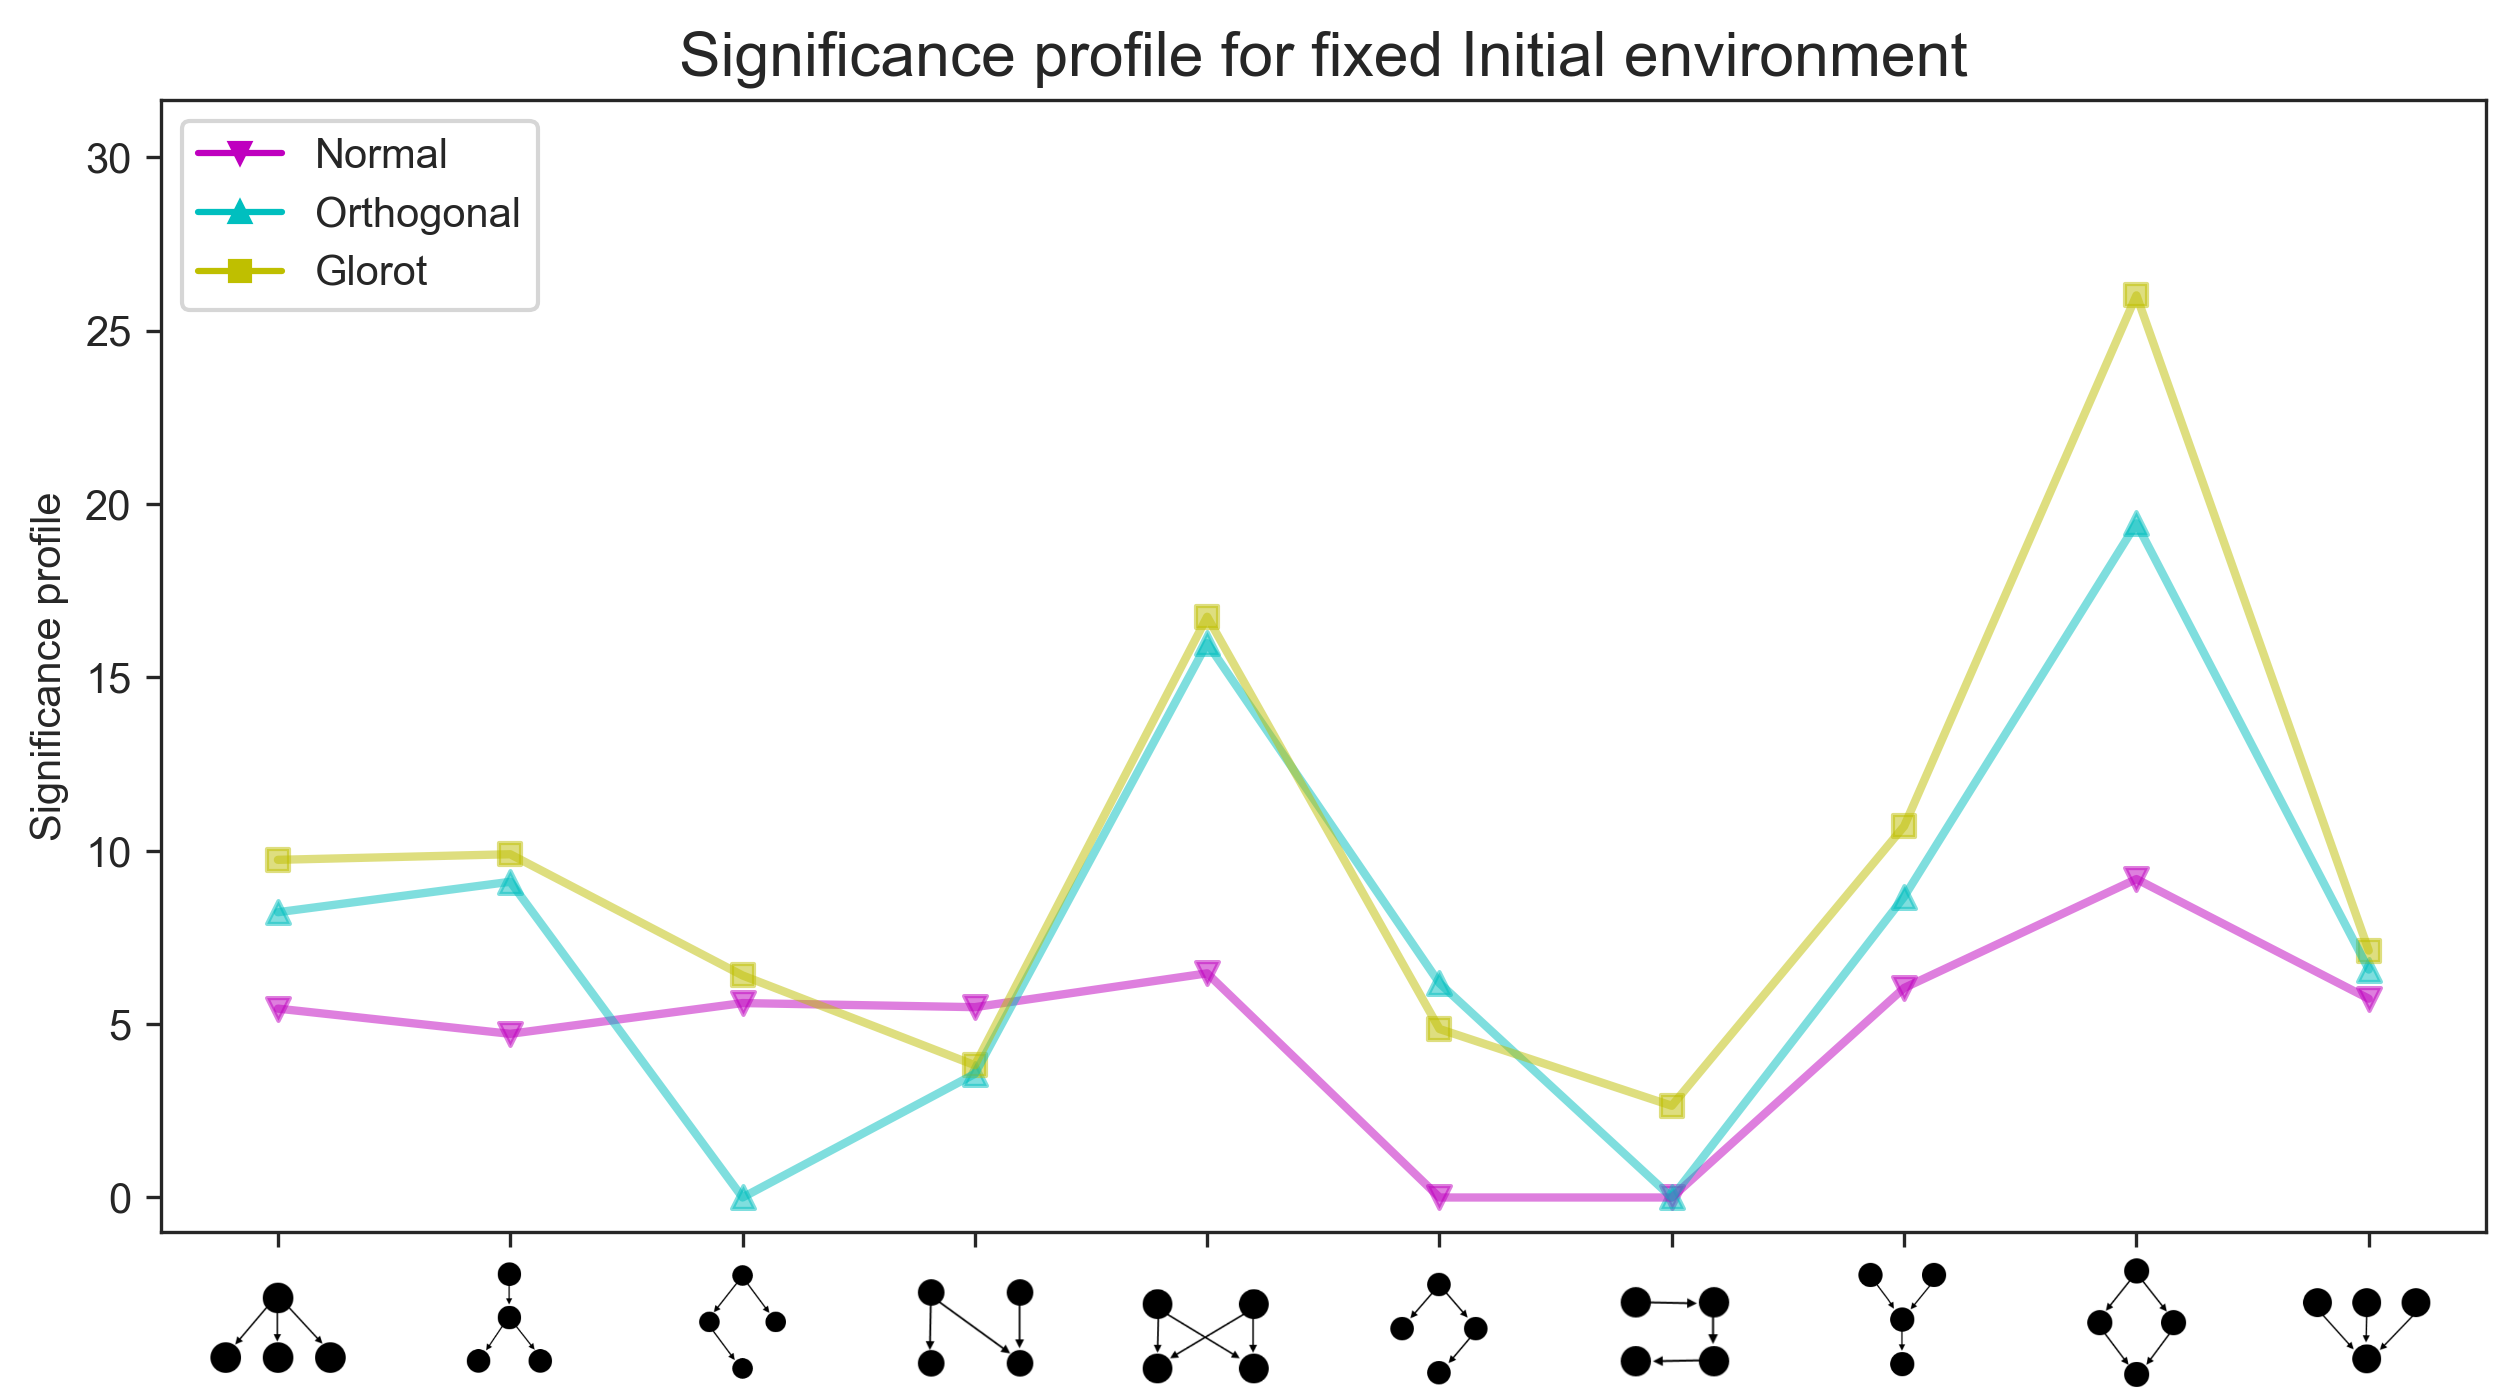 Significance profile for fixed Initial environment
Normal
Orthogonal
Glorot
Significance profile
30
25
20
15
10
5
0